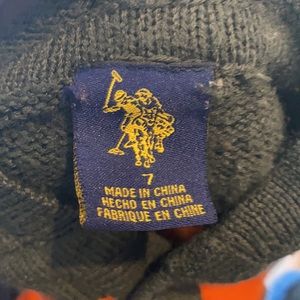 7
MADE IN CHINA
HECHO EN CHINA
FABRIQUE EN CHINE